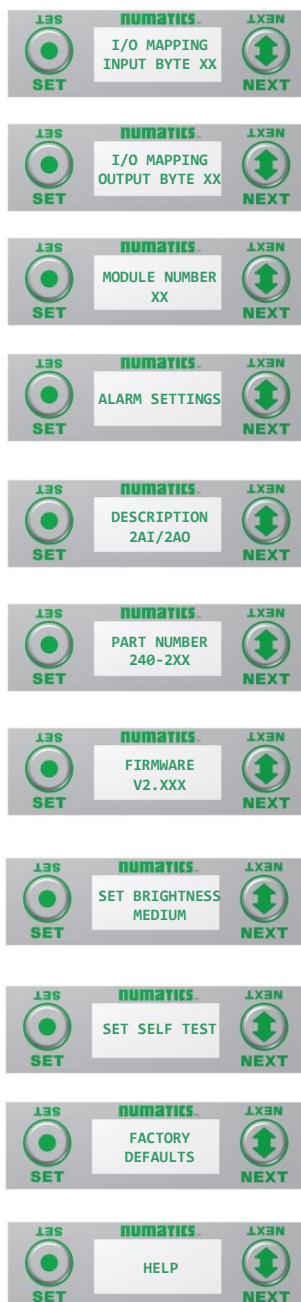 SET numatics NEXT
I/O MAPPING
INPUT BYTE XX
SET NEXT
SET numatics NEXT
I/O MAPPING
OUTPUT BYTE XX
SET NEXT
SET numatics NEXT
MODULE NUMBER
XX
SET NEXT
SET numatics NEXT
ALARM SETTINGS
SET NEXT
SET numatics NEXT
DESCRIPTION
2AI/2AO
SET NEXT
SET numatics NEXT
PART NUMBER
240-2XX
SET NEXT
SET numatics NEXT
FIRMWARE
V2.XXX
SET NEXT
SET numatics NEXT
SET BRIGHTNESS
MEDIUM
SET NEXT
SET numatics NEXT
SET SELF TEST
SET NEXT
SET numatics NEXT
FACTORY
DEFAULTS
SET NEXT
SET numatics NEXT
HELP
SET NEXT